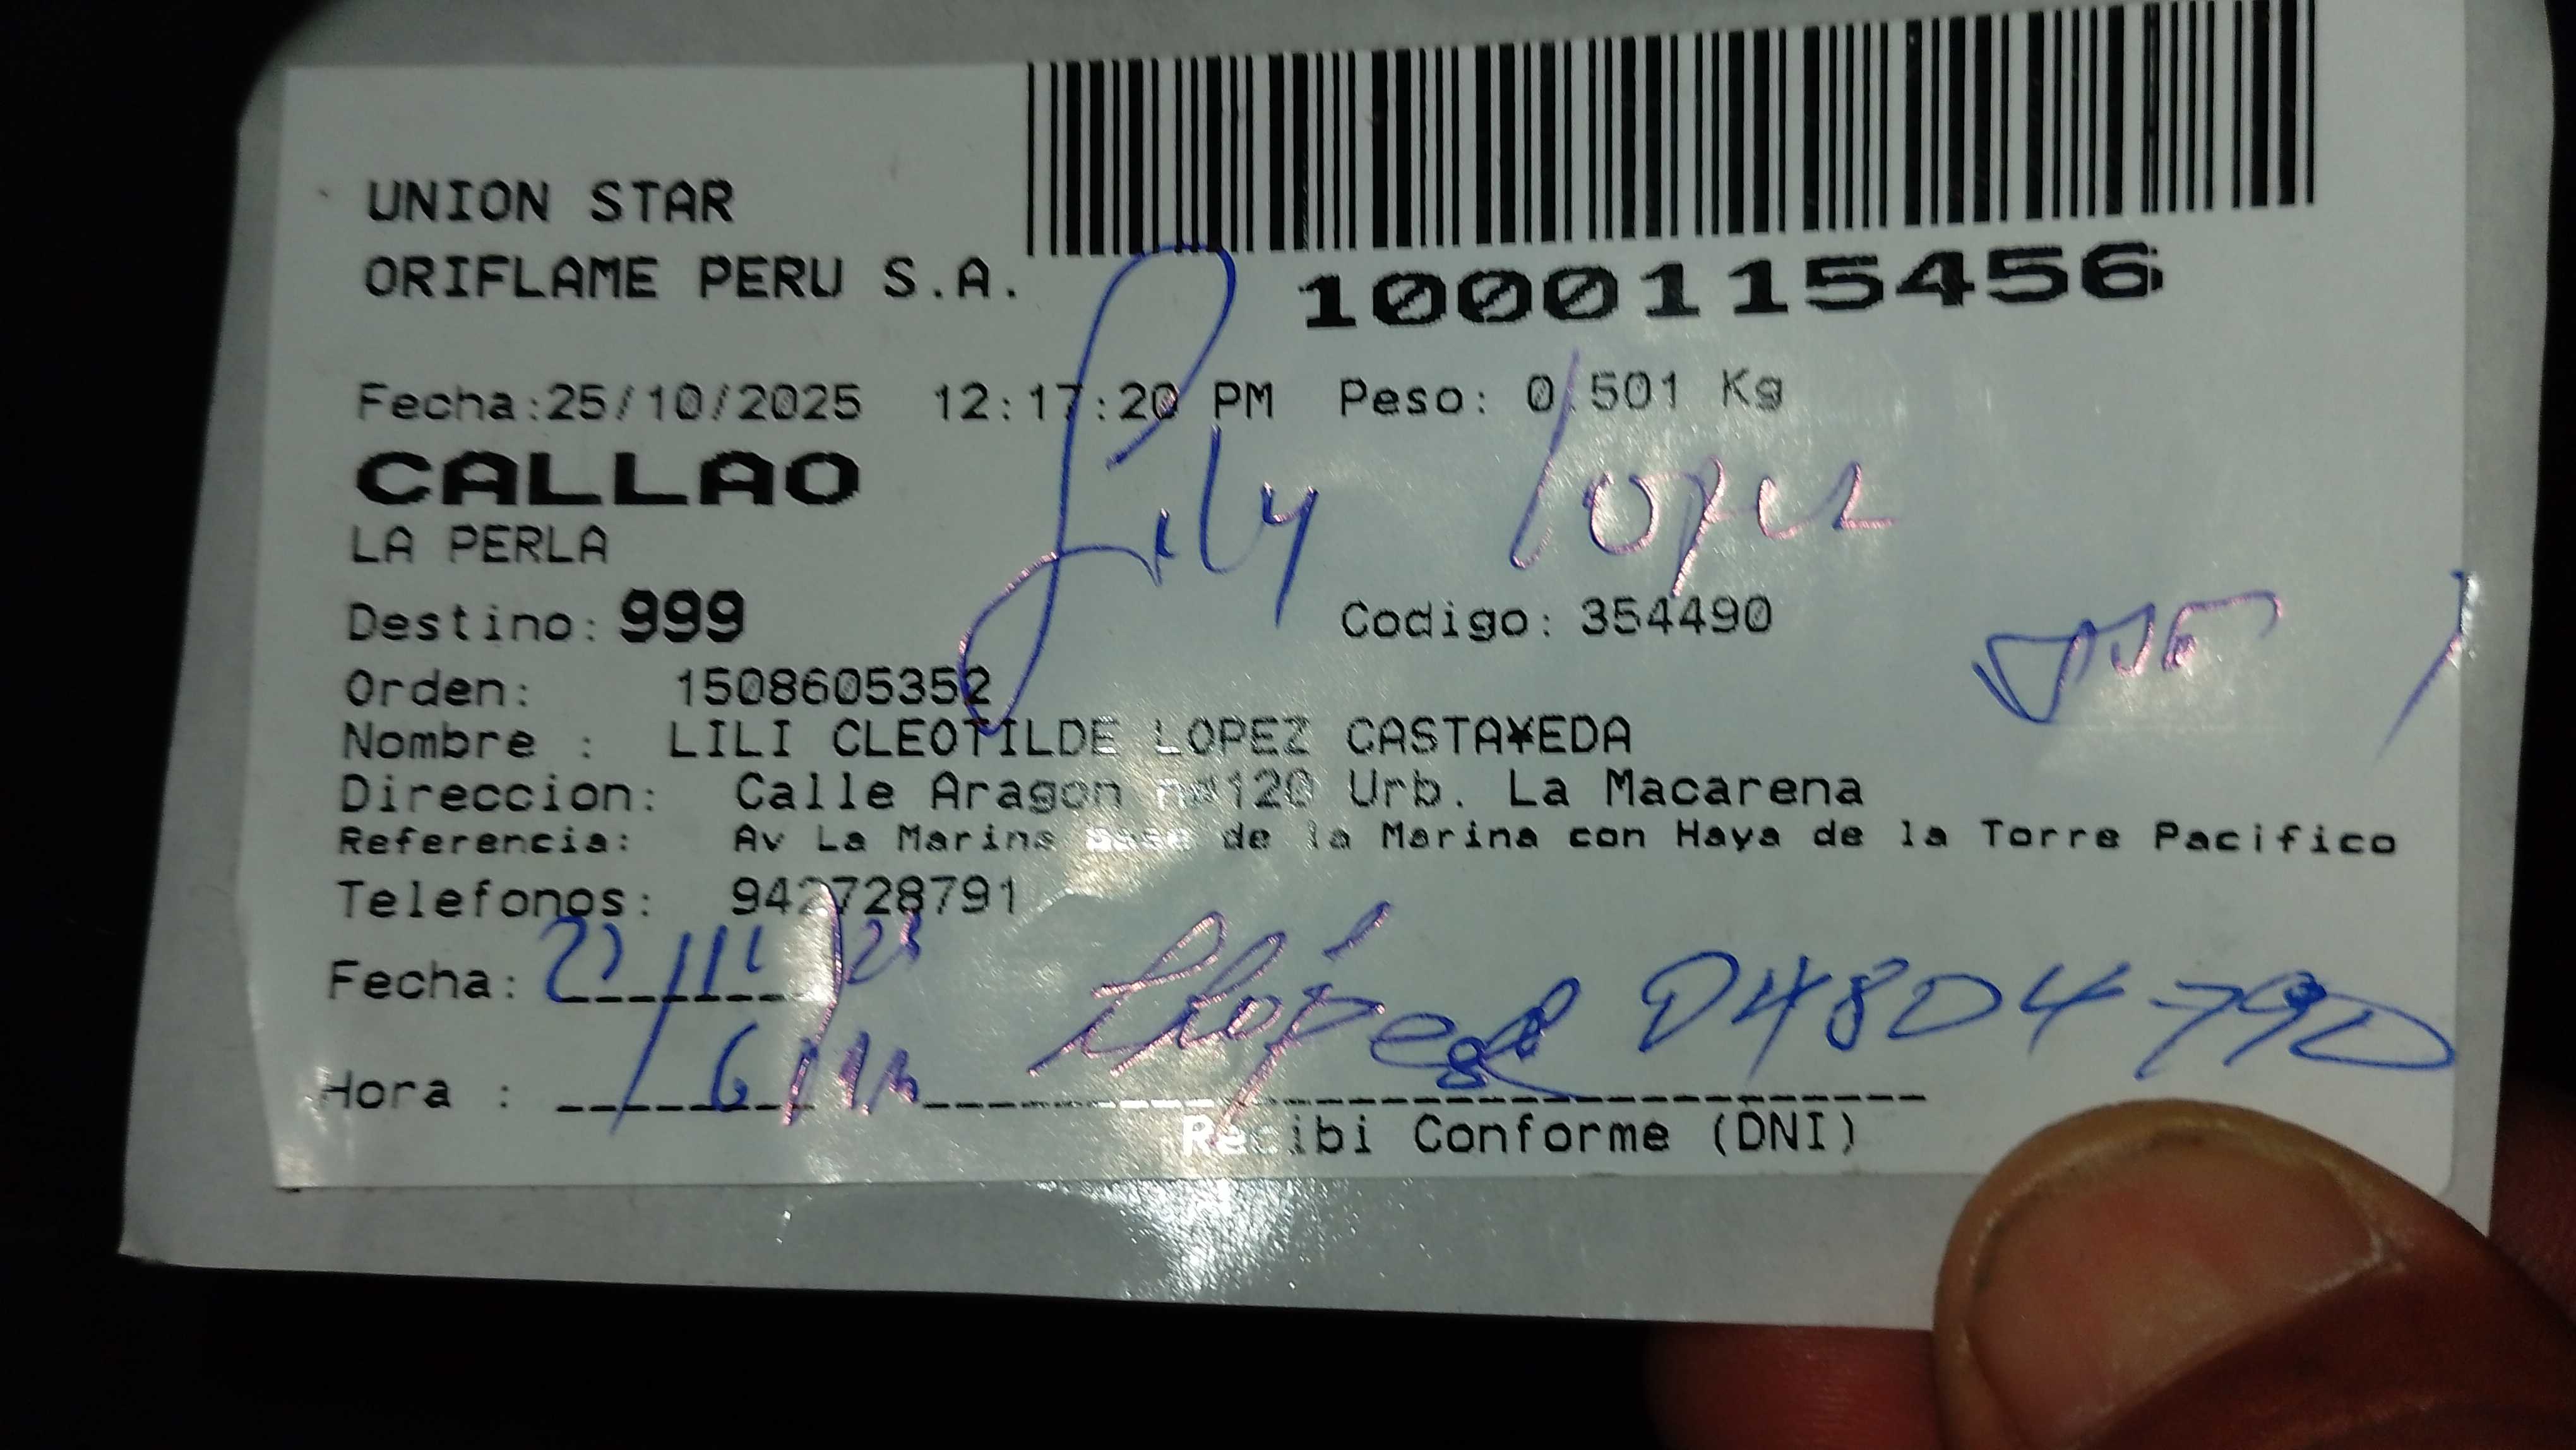 UNION STAR
ORIFLAME PERU S.A.
1000115456
Fecha:25/10/2025 12:17:20 PM Peso: 0.501 Kg
CALLAO
Lily Lopez
LA PERLA
Destino: 999 Codigo: 354490
Orden: 1508605352
Nombre : LILI CLEOTILDE LOPEZ CASTA¥EDA
Direccion: Calle Aragon n#120 Urb. La Macarena
Referencia: Av La Marina Base de la Marina con Haya de la Torre Pacifico
Telefonos: 942728791
Fecha:
Hora :
Recibi Conforme (DNI)